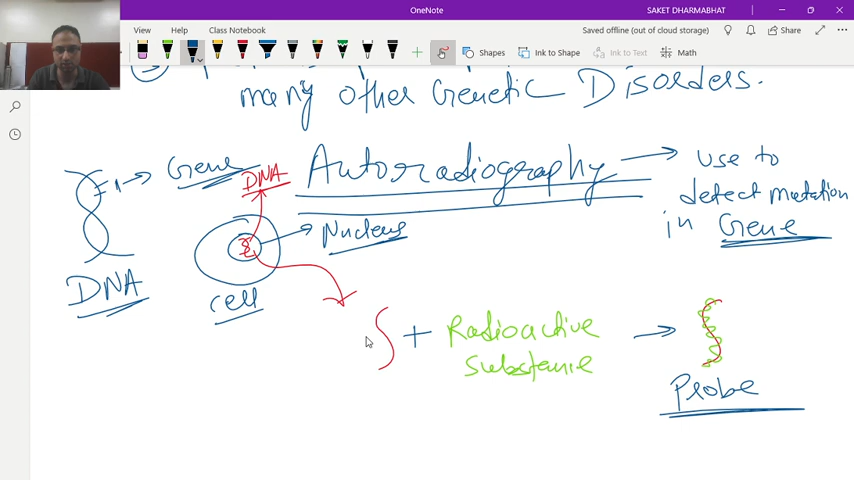 OneNote
SAKET DHARMABHAT
View
Help
Class Notebook
Saved offline (out of cloud storage)
Share
Shapes
Ink to Shape
Ink to Text
Math
many other Genetic Disorders.
Gene
DNA
Autoradiography
use to
detect mutation
in Gene
Nucleus
DNA
cell
+ Radioactive
substance
Probe